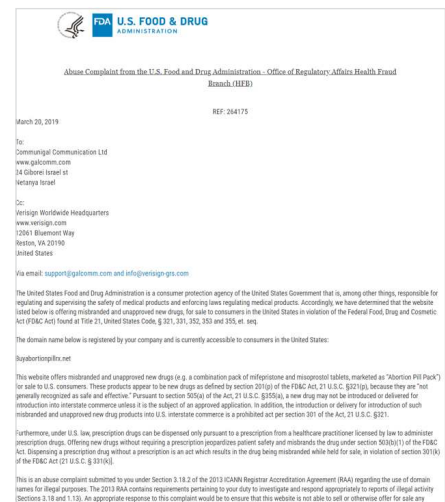 FDA U.S. FOOD & DRUG
ADMINISTRATION
Abuse Complaint from the U.S. Food and Drug Administration - Office of Regulatory Affairs Health Fraud
Branch (HFB)
REF: 264175
March 20, 2019
To:
Communigal Communication Ltd
www.galcomm.com
34 Giborei Israel st
Netanya Israel
Cc:
Verisign Worldwide Headquarters
www.verisign.com
12061 Bluemont Way
Reston, VA 20190
United States
Via email: support@galcomm.com and info@verisign-grs.com
The United States Food and Drug Administration is a consumer protection agency of the United States Government that is, among other things, responsible for
regulating and supervising the safety of medical products and enforcing laws regulating medical products. Accordingly, we have determined that the website
listed below is offering misbranded and unapproved new drugs, for sale to consumers in the United States in violation of the Federal Food, Drug and Cosmetic
Act (FD&C Act) found at Title 21, United States Code, § 321, 331, 352, 353 and 355, et. seq.
The domain name below is registered by your company and is currently accessible to consumers in the United States:
Buyabortionpills.net
This website offers misbranded and unapproved new drugs (e.g. a combination pack of mifepristone and misoprostol tablets, marketed as "Abortion Pill Pack")
for sale to U.S. consumers. These products appear to be new drugs as defined by section 201(p) of the FD&C Act, 21 U.S.C. §321(p), because they are "not
generally recognized as safe and effective." Pursuant to section 505(a) of the Act, 21 U.S.C. §355(a), a new drug may not be introduced or delivered for
introduction into interstate commerce unless it is the subject of an approved application. In addition, the introduction or delivery for introduction of such
misbranded and unapproved new drug products into U.S. interstate commerce is a prohibited act per section 301 of the Act, 21 U.S.C. §321.
Furthermore, under U.S. law, prescription drugs can be dispensed only pursuant to a prescription from a healthcare practitioner licensed by law to administer
prescription drugs. Offering new drugs without requiring a prescription jeopardizes patient safety and misbrands the drug under section 503(b)(1) of the FD&C
Act. Dispensing a prescription drug without a prescription is an act which results in the drug being misbranded while held for sale, in violation of section 301(k)
of the FD&C Act (21 U.S.C. § 331(k)].
This is an abuse complaint submitted to you under Section 3.18.2 of the 2013 ICANN Registrar Accreditation Agreement (RAA) regarding the use of domain
names for illegal purposes. The 2013 RAA contains requirements pertaining to your duty to investigate and respond appropriately to reports of illegal activity
(Sections 3.18 and 1.13). An appropriate response to this complaint would be to ensure that this website is not able to sell or otherwise offer for sale any